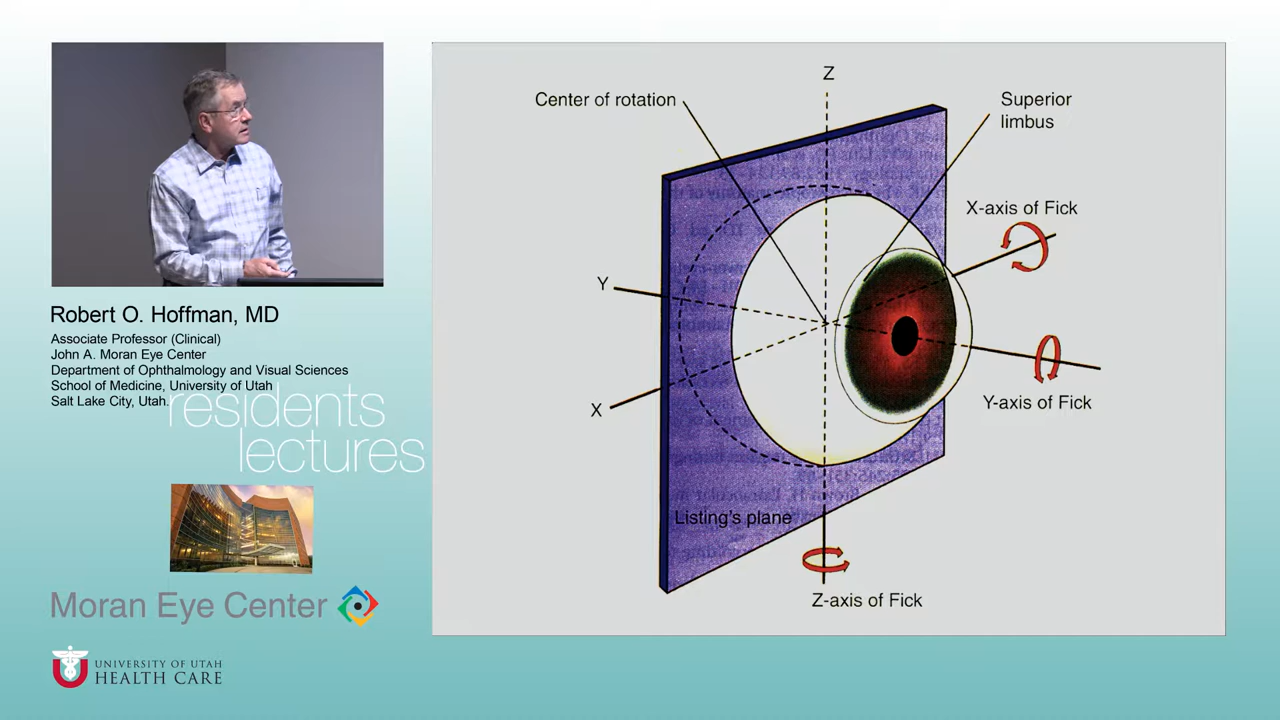 Robert O. Hoffman, MD
Associate Professor (Clinical)
John A. Moran Eye Center
Department of Ophthalmology and Visual Sciences
School of Medicine, University of Utah
Salt Lake City, Utah.
residents
lectures
Moran Eye Center
UNIVERSITY OF UTAH
HEALTH CARE
Z
Center of rotation
Superior
limbus
X-axis of Fick
Y
X
Y-axis of Fick
Listing's plane
Z-axis of Fick